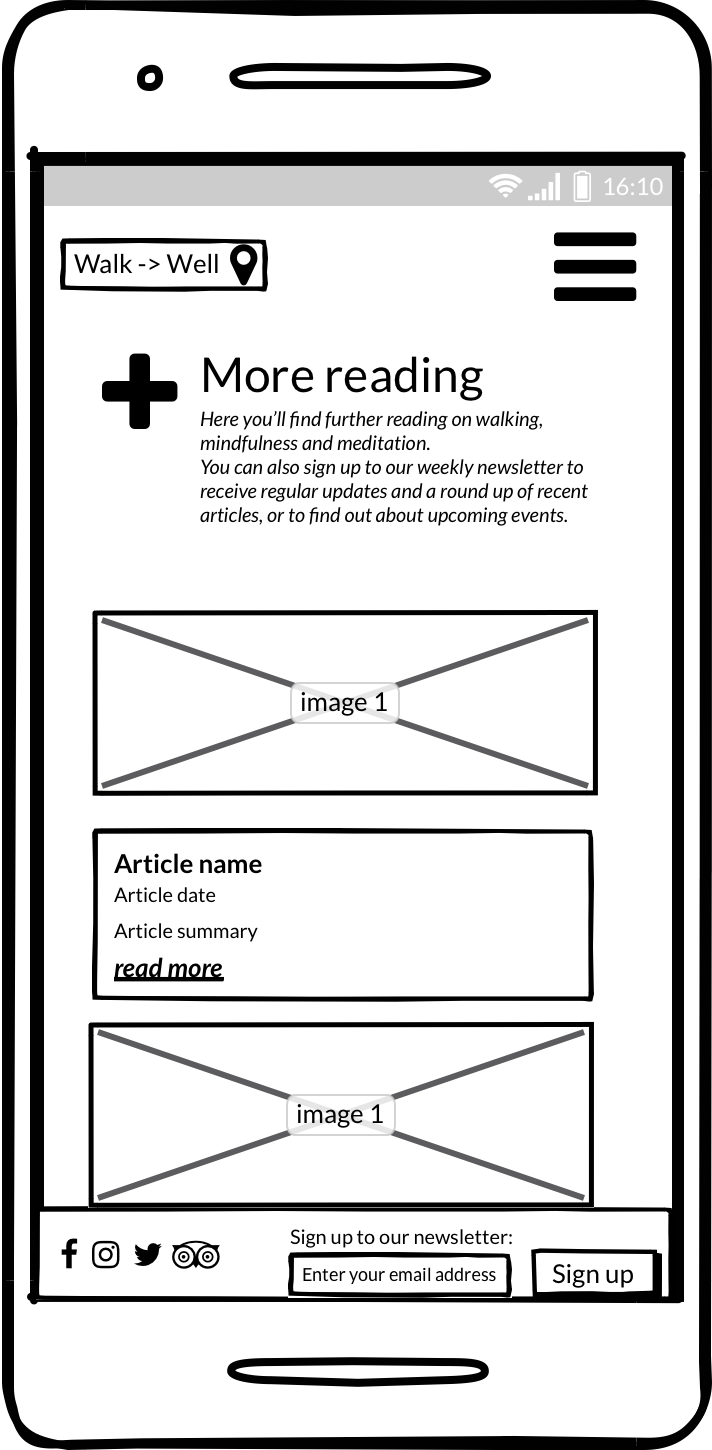 16:10
Walk -> Well
More reading
Here you’ll find further reading on walking,
mindfulness and meditation.
You can also sign up to our weekly newsletter to
receive regular updates and a round up of recent
articles, or to find out about upcoming events.
image 1
Article name
Article date
Article summary
read more
image 1
Sign up to our newsletter:
Enter your email address
Sign up